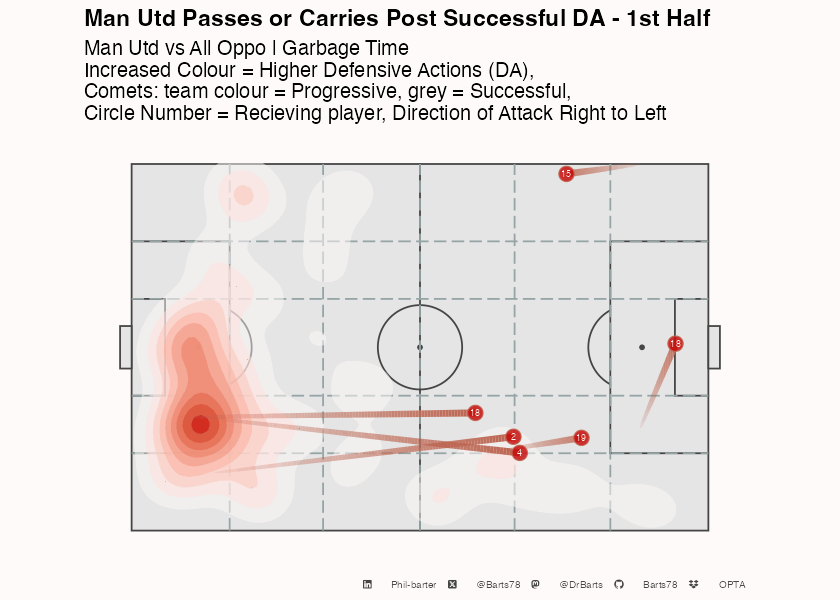 Man Utd Passes or Carries Post Successful DA - 1st Half
Man Utd vs All Oppo | Garbage Time
Increased Colour = Higher Defensive Actions (DA),
Comets: team colour = Progressive, grey = Successful,
Circle Number = Recieving player, Direction of Attack Right to Left
15
18
18
2
19
4
Phil-barter @Barts78 @DrBarts Barts78 OPTA